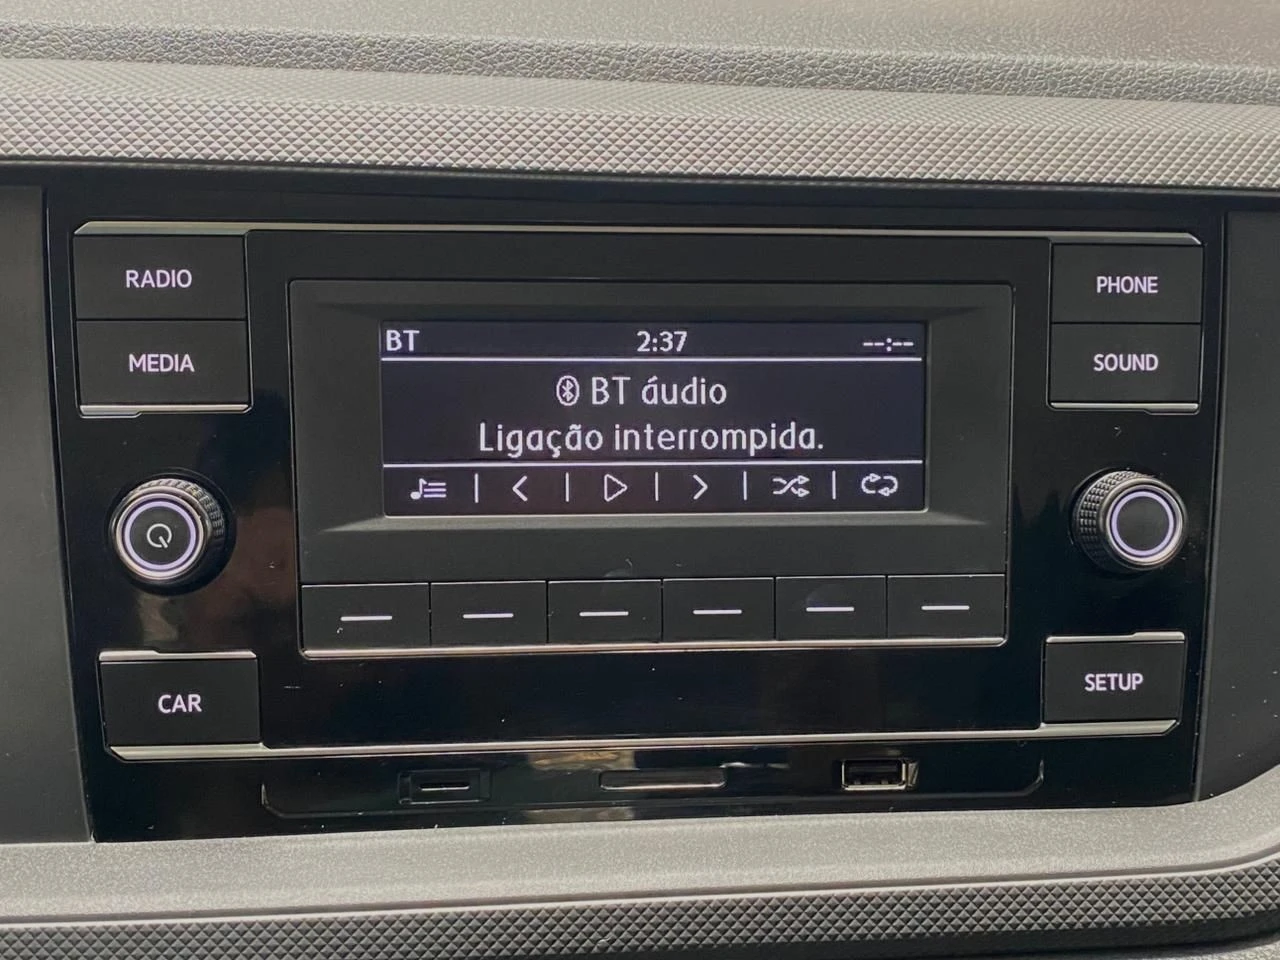 RADIO
MEDIA
CAR
BT 2:37 --:--
BT áudio
Ligação interrompida.
PHONE
SOUND
SETUP